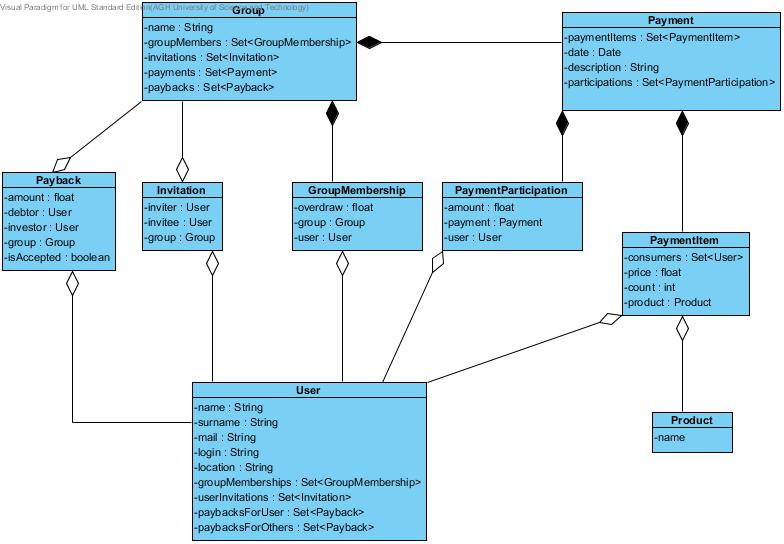 Visual Paradigm for UML Standard Edition(AGH University of Science and Technology)
Group
-name : String
-groupMembers : Set<GroupMembership>
-invitations : Set<Invitation>
-payments : Set<Payment>
-paybacks : Set<Payback>
Payment
-paymentItems : Set<PaymentItem>
-date : Date
-description : String
-participations : Set<PaymentParticipation>
Payback
-amount : float
-debtor : User
-investor : User
-group : Group
-isAccepted : boolean
Invitation
-inviter : User
-invitee : User
-group : Group
GroupMembership
-overdraw : float
-group : Group
-user : User
PaymentParticipation
-amount : float
-payment : Payment
-user : User
PaymentItem
-consumers : Set<User>
-price : float
-count : int
-product : Product
User
-name : String
-surname : String
-mail : String
-login : String
-location : String
-groupMemberships : Set<GroupMembership>
-userInvitations : Set<Invitation>
-paybacksForUser : Set<Payback>
-paybacksForOthers : Set<Payback>
Product
-name